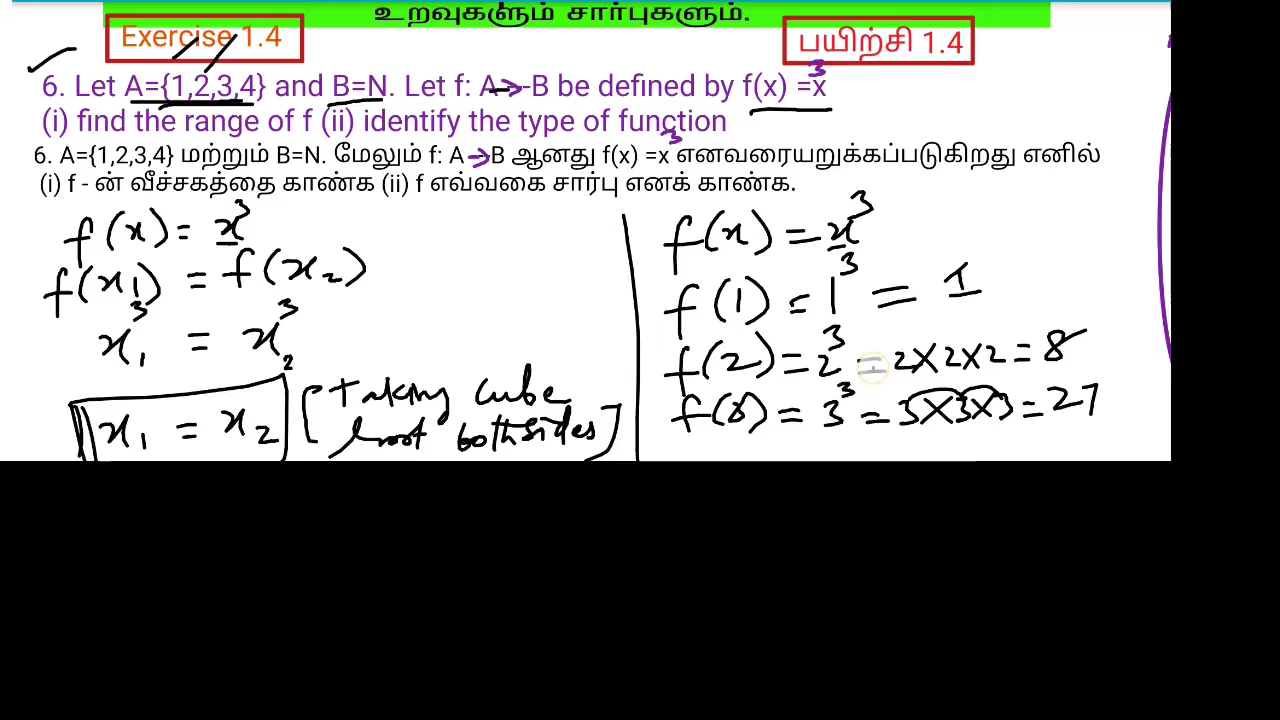 உறவுகளும் சார்புகளும்.
Exercise 1.4
பயிற்சி 1.4
6. Let A={1,2,3,4} and B=N. Let f: A->-B be defined by f(x) =x³
(i) find the range of f (ii) identify the type of function
6. A={1,2,3,4} மற்றும் B=N. மேலும் f: A →B ஆனது f(x) =x³ எனவரையறுக்கப்படுகிறது எனில்
(i) f - ன் வீச்சகத்தை காண்க (ii) f எவ்வகை சார்பு எனக் காண்க.
f(x) = x³
f(x₁) = f(x₂)
x₁³ = x₂³
x₁ = x₂ [Taking cube
root both sides]
f(x) = x³
f(1) = 1³ = 1
f(2) = 2³ = 2×2×2 = 8
f(3) = 3³ = 3×3×3 = 27